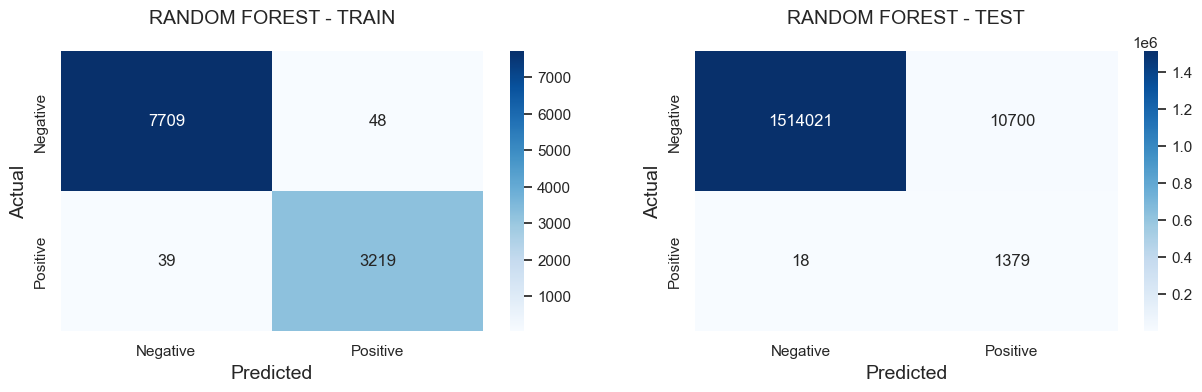 RANDOM FOREST - TRAIN
Actual
Negative
Positive
7709
48
39
3219
Negative
Positive
Predicted
7000
6000
5000
4000
3000
2000
1000
RANDOM FOREST - TEST
Actual
Negative
Positive
1514021
10700
18
1379
Negative
Positive
Predicted
1e6
1.4
1.2
1.0
0.8
0.6
0.4
0.2